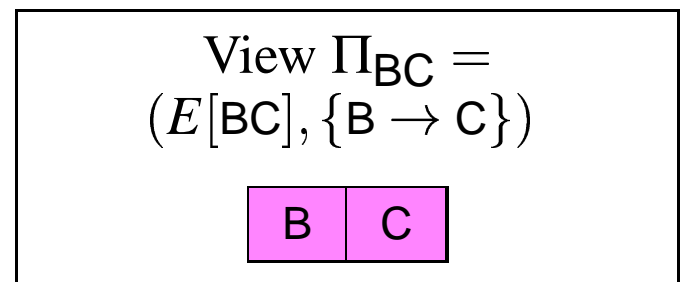 View Π_BC =
(E[BC], {B → C})
B C